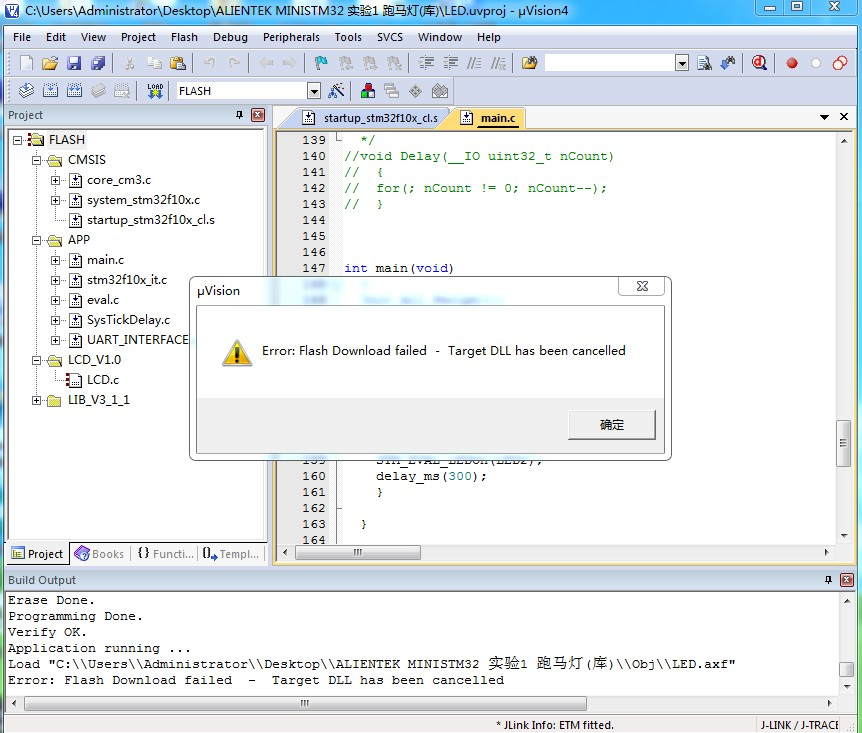 C:\Users\Administrator\Desktop\ALIENTEK MINISTM32 实验1 跑马灯(库)\LED.uvproj - µVision4
File Edit View Project Flash Debug Peripherals Tools SVCS Window Help
LOAD FLASH
Project
startup_stm32f10x_cl.s main.c
FLASH
CMSIS
core_cm3.c
system_stm32f10x.c
startup_stm32f10x_cl.s
APP
main.c
stm32f10x_it.c
eval.c
SysTickDelay.c
UART_INTERFACE
LCD_V1.0
LCD.c
LIB_V3_1_1
139 */
140 //void Delay(__IO uint32_t nCount)
141 // {
142 // for(; nCount != 0; nCount--);
143 // }
144
145
146
147 int main(void)
µVision
Error: Flash Download failed - Target DLL has been cancelled
确定
160 delay_ms(300);
161 }
162
163 }
164
Project Books {} Functi... Templ...
Build Output
Erase Done.
Programming Done.
Verify OK.
Application running ...
Load "C:\\Users\\Administrator\\Desktop\\ALIENTEK MINISTM32 实验1 跑马灯(库)\\Obj\\LED.axf"
Error: Flash Download failed - Target DLL has been cancelled
* JLink Info: ETM fitted. J-LINK / J-TRACE